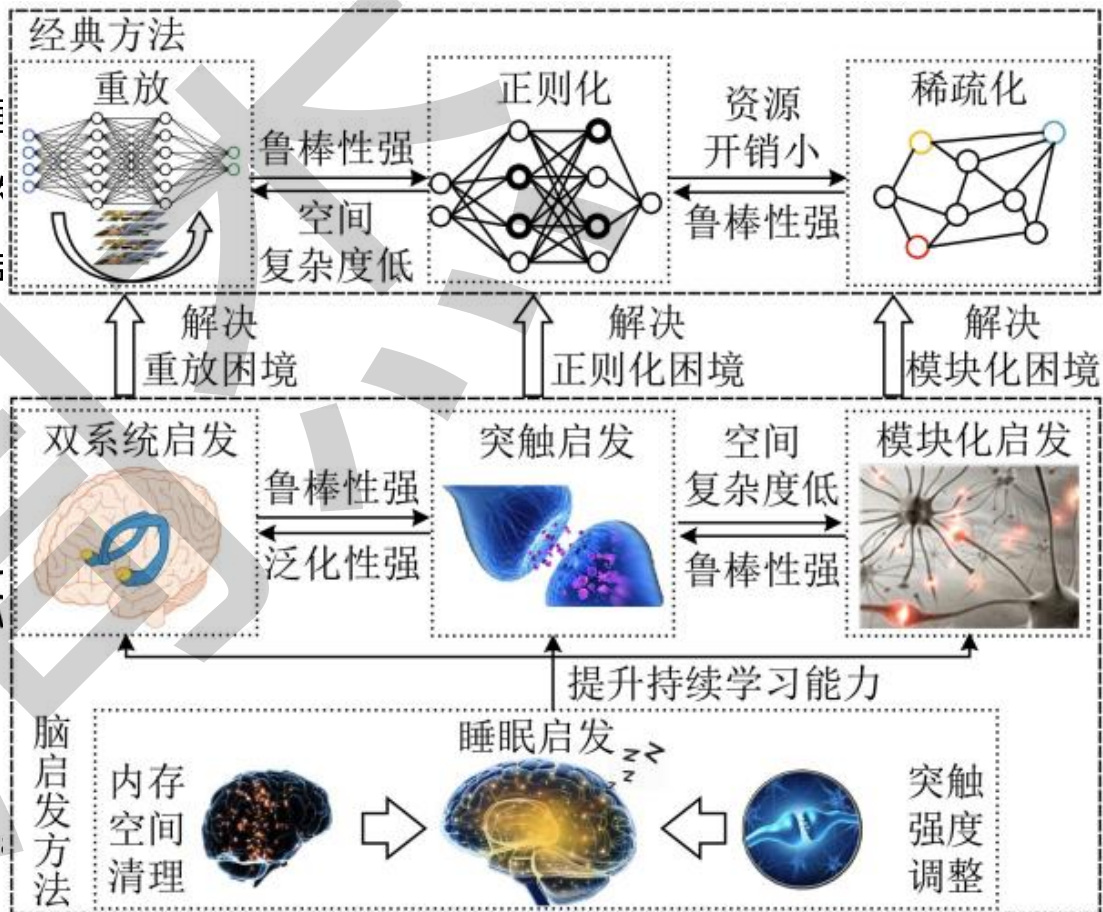 经典方法
重放
鲁棒性强
空间
复杂度低
正则化
资源
开销小
鲁棒性强
稀疏化
解决
重放困境
解决
正则化困境
解决
模块化困境
双系统启发
鲁棒性强
泛化性强
突触启发
空间
复杂度低
鲁棒性强
模块化启发
提升持续学习能力
脑
启
发
方
法
内存
空间
清理
睡眠启发
z z z
突触
强度
调整